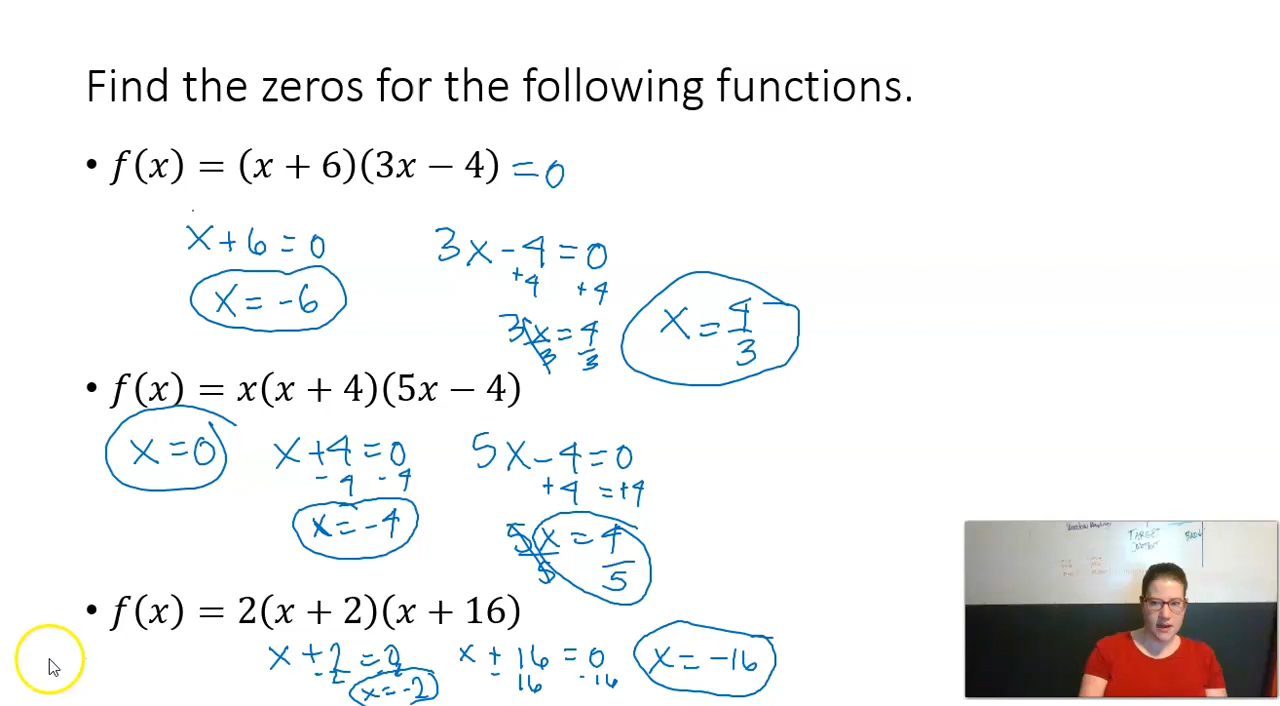 Find the zeros for the following functions.
• f(x) = (x + 6)(3x − 4) = 0
x + 6 = 0 3x − 4 = 0
+4 +4
x = −6 3x = 4 x = 4/3
3 3
• f(x) = x(x + 4)(5x − 4)
x = 0 x + 4 = 0 5x − 4 = 0
−4 −4 +4 = +4
x = −4 5x = 4
5 5
• f(x) = 2(x + 2)(x + 16)
x + 2 = 0 x + 16 = 0 x = −16
−2 −2 −16 −16
x = −2
TARGET